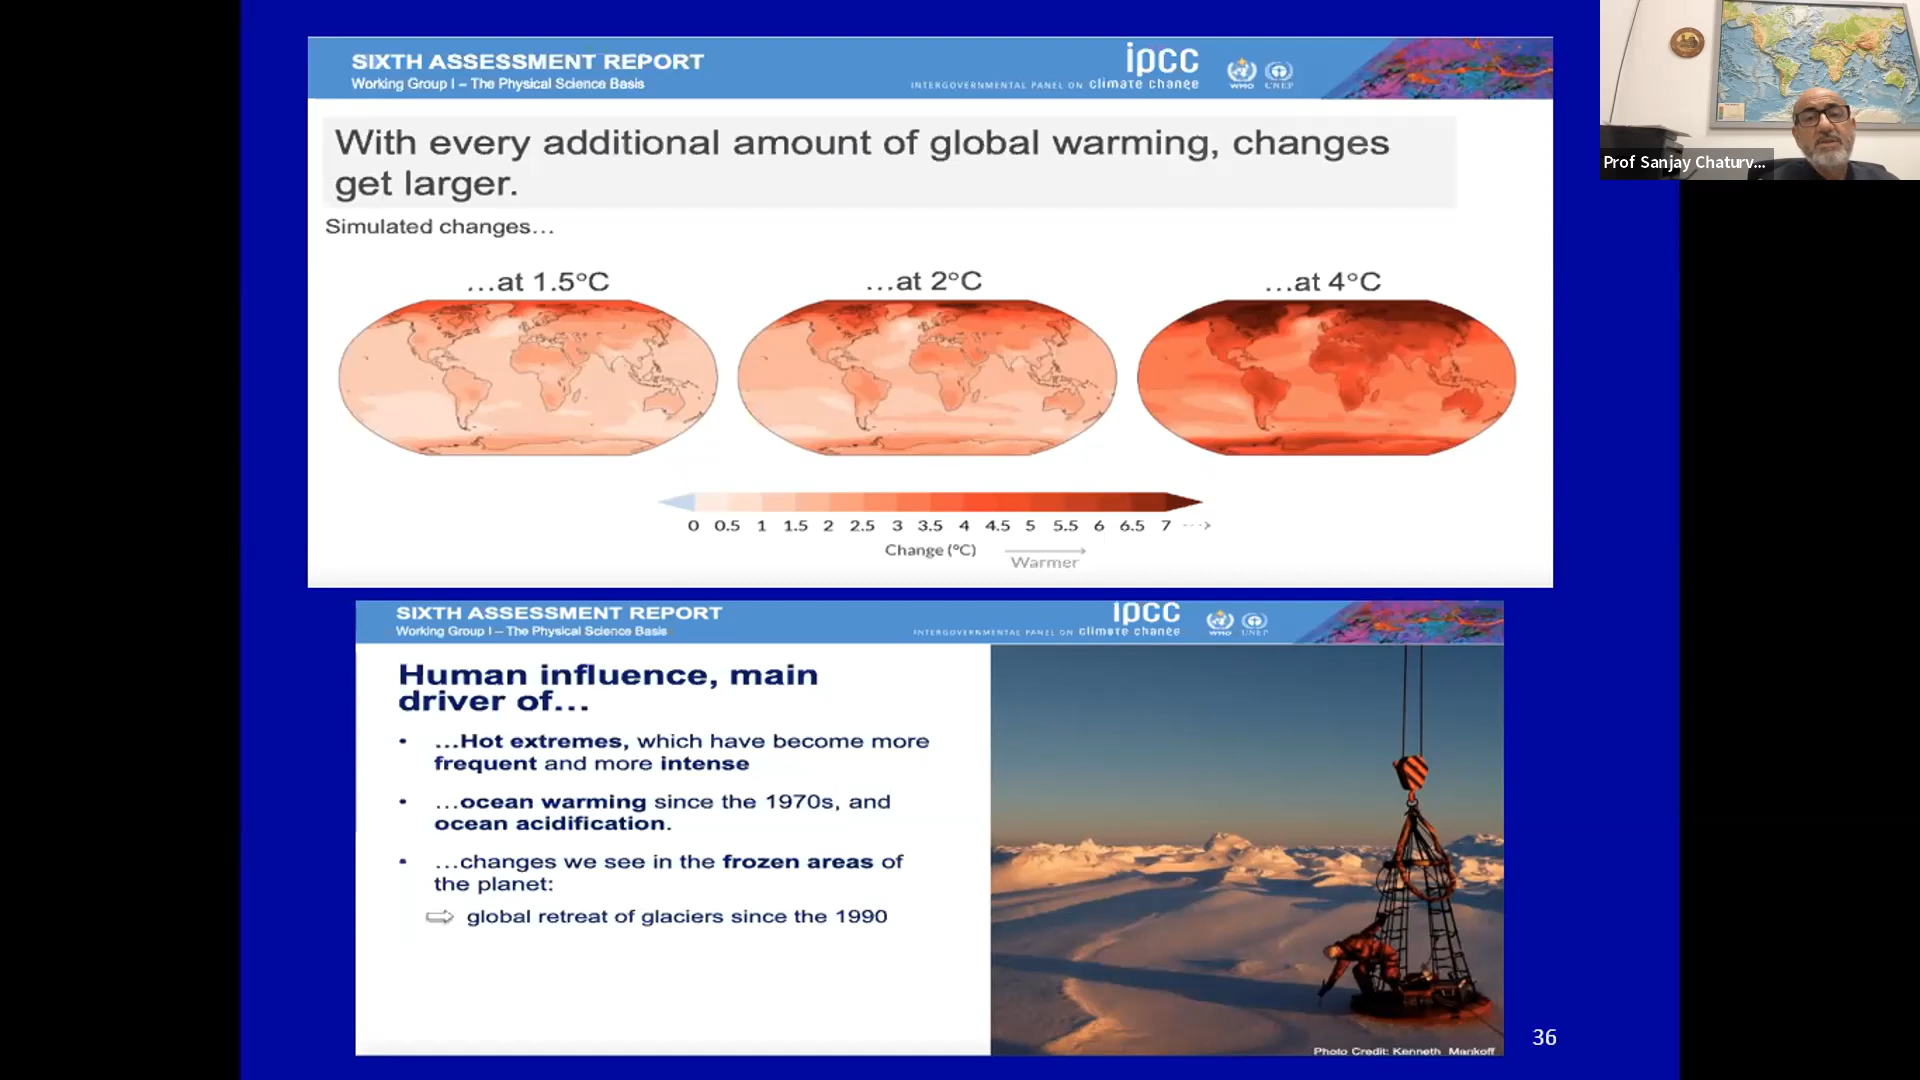 SIXTH ASSESSMENT REPORT
Working Group I – The Physical Science Basis
ipcc
INTERGOVERNMENTAL PANEL ON climate change
WMO UNEP
With every additional amount of global warming, changes
get larger.
Simulated changes...
...at 1.5°C
...at 2°C
...at 4°C
0 0.5 1 1.5 2 2.5 3 3.5 4 4.5 5 5.5 6 6.5 7
Change (°C)
Warmer
SIXTH ASSESSMENT REPORT
Working Group I – The Physical Science Basis
ipcc
INTERGOVERNMENTAL PANEL ON climate change
WMO UNEP
Human influence, main
driver of...
• ...Hot extremes, which have become more
frequent and more intense
• ...ocean warming since the 1970s, and
ocean acidification.
• ...changes we see in the frozen areas of
the planet:
⇨ global retreat of glaciers since the 1990
Photo Credit: Kenneth Mankoff
36
Prof Sanjay Chaturv...